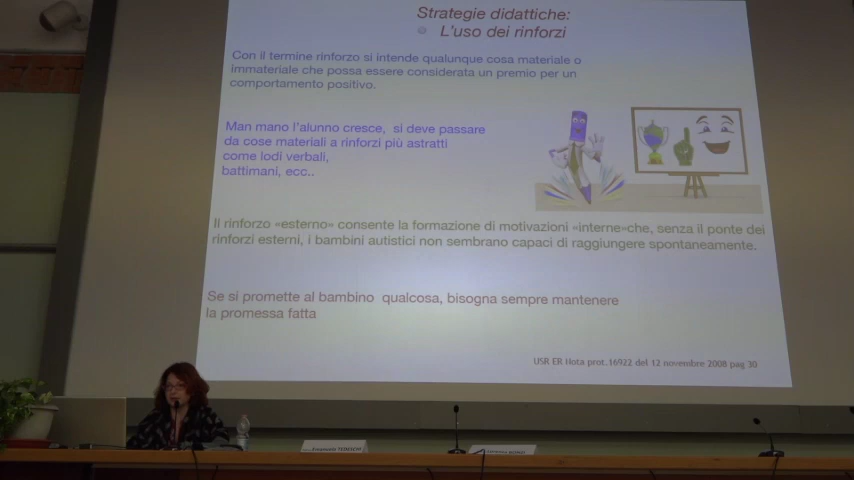 Strategie didattiche:
L'uso dei rinforzi
Con il termine rinforzo si intende qualunque cosa materiale o
immateriale che possa essere considerata un premio per un
comportamento positivo.
Man mano l'alunno cresce, si deve passare
da cose materiali a rinforzi più astratti
come lodi verbali,
battimani, ecc..
Il rinforzo «esterno» consente la formazione di motivazioni «interne»che, senza il ponte dei
rinforzi esterni, i bambini autistici non sembrano capaci di raggiungere spontaneamente.
Se si promette al bambino qualcosa, bisogna sempre mantenere
la promessa fatta
USR ER Nota prot.16922 del 12 novembre 2008 pag 30